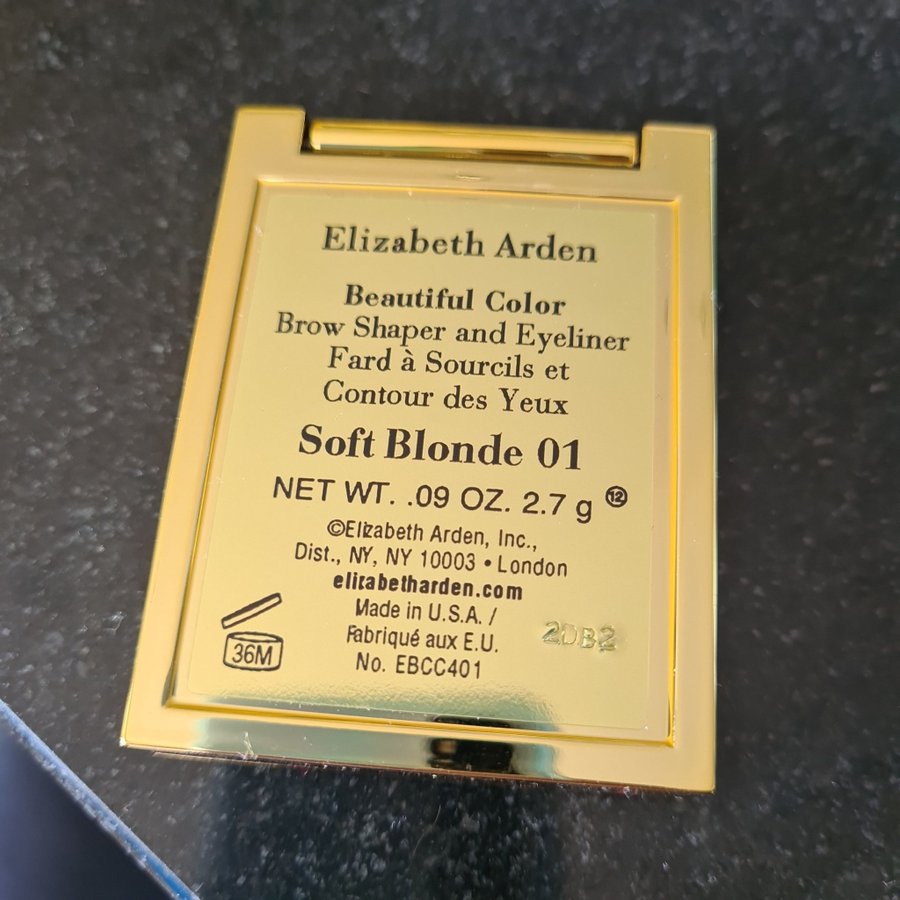 Elizabeth Arden
Beautiful Color
Brow Shaper and Eyeliner
Fard à Sourcils et
Contour des Yeux
Soft Blonde 01
NET WT. .09 OZ. 2.7 g ⑫
©Elizabeth Arden, Inc.,
Dist., NY, NY 10003 • London
elizabetharden.com
Made in U.S.A. /
Fabriqué aux E.U.
No. EBCC401
36M
2DB2